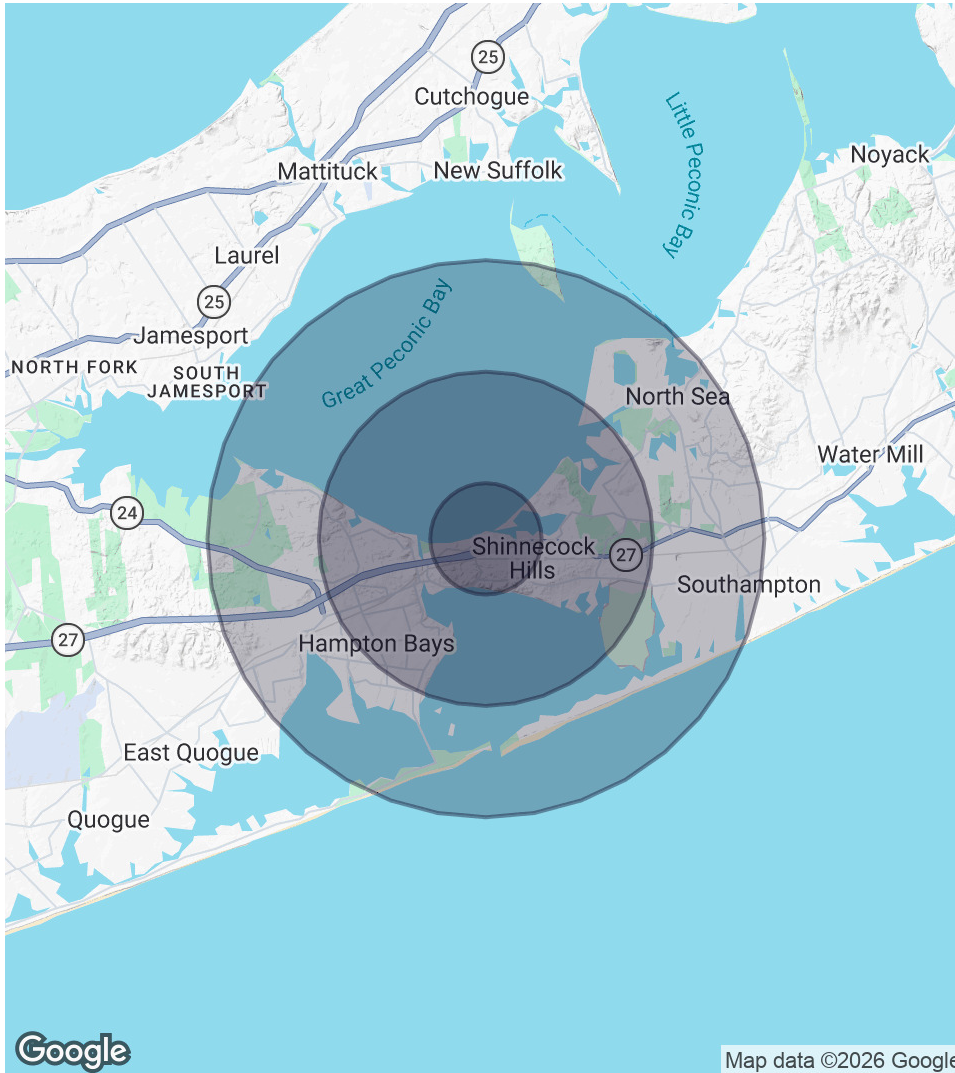 25
Cutchogue
Little Peconic Bay
Noyack
Mattituck
New Suffolk
Laurel
25
Great Peconic Bay
Jamesport
NORTH FORK
SOUTH
JAMESPORT
North Sea
Water Mill
24
Shinnecock
Hills
27
Southampton
27
Hampton Bays
East Quogue
Quogue
Google
Map data ©2026 Google